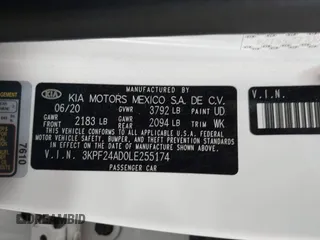 MANUFACTURED BY
KIA KIA MOTORS MEXICO S.A. DE C.V.
06/20 GVWR 3792 LB PAINT UD
GAWR FRONT 2183 LB GAWR REAR 2094 LB TRIM WK
THIS VEHICLE CONFORMS TO ALL APPLICABLE U.S. FEDERAL MOTOR
VEHICLE SAFETY, BUMPER, AND THEFT PREVENTION STANDARDS IN
EFFECT ON THE DATE OF MANUFACTURE SHOWN ABOVE.
V.I.N. 3KPF24AD0LE255174
PASSENGER CAR
7610
V.I.N.